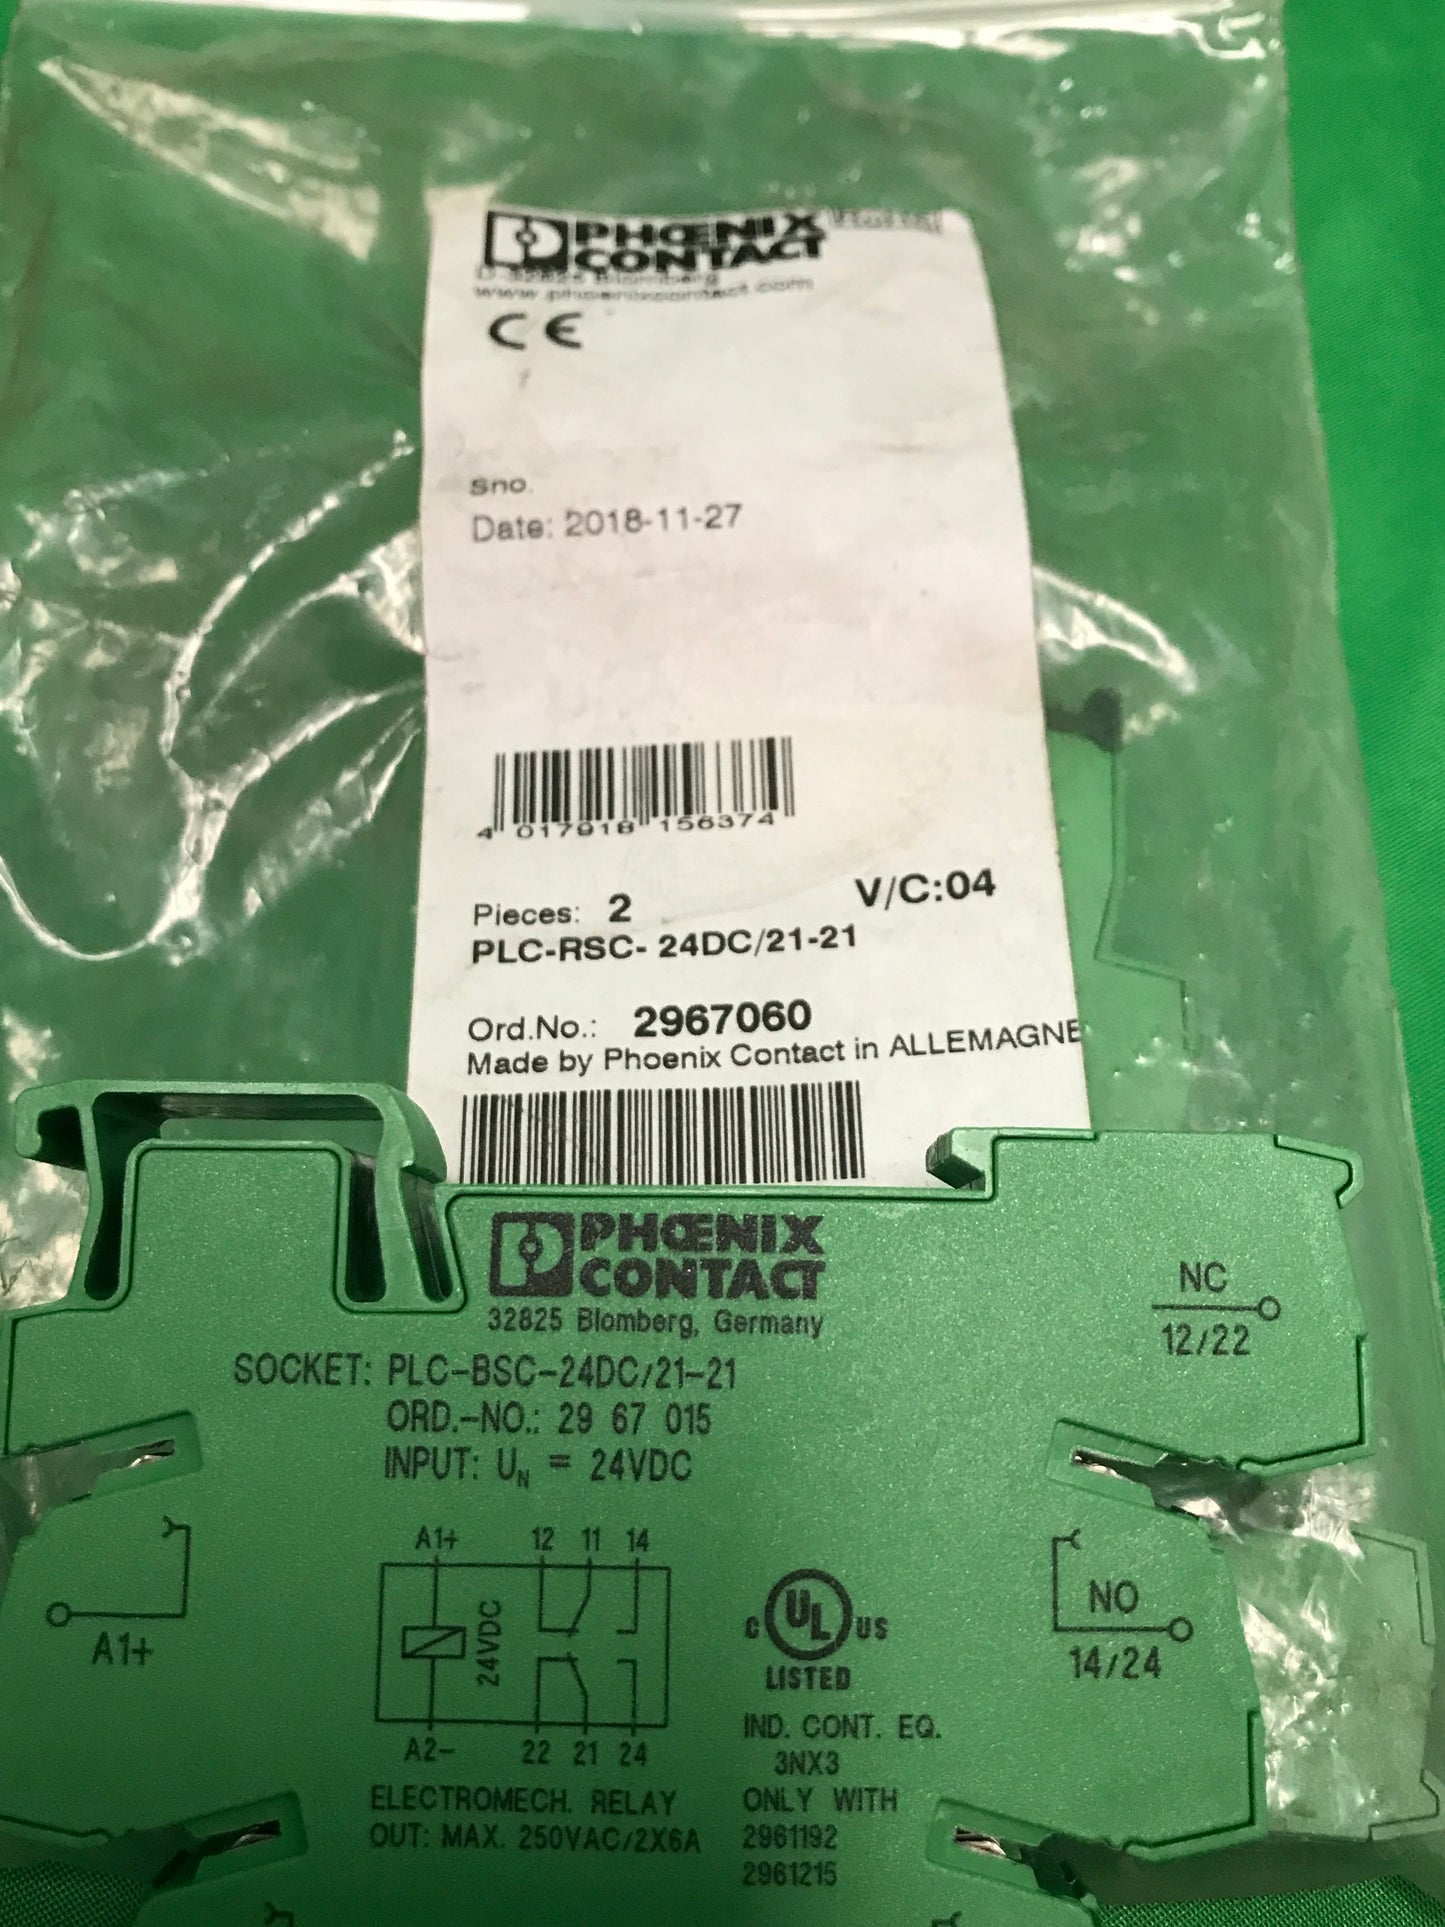 PHŒNIX
CONTACT
D-32825 Blomberg
www.phoenixcontact.com
CE
Sno.
Date: 2018-11-27
4 017918 156374
Pieces: 2
V/C:04
PLC-RSC- 24DC/21-21
Ord.No.: 2967060
Made by Phoenix Contact in ALLEMAGNE
PHŒNIX
CONTACT
32825 Blomberg, Germany
NC
12/22
SOCKET: PLC-BSC-24DC/21-21
ORD.-NO.: 29 67 015
INPUT: UN = 24VDC
A1+
A1+ 12 11 14
24VDC
A2- 22 21 24
ELECTROMECH. RELAY
OUT: MAX. 250VAC/2X6A
C UL US
LISTED
IND. CONT. EQ.
3NX3
ONLY WITH
2961192
2961215
NO
14/24